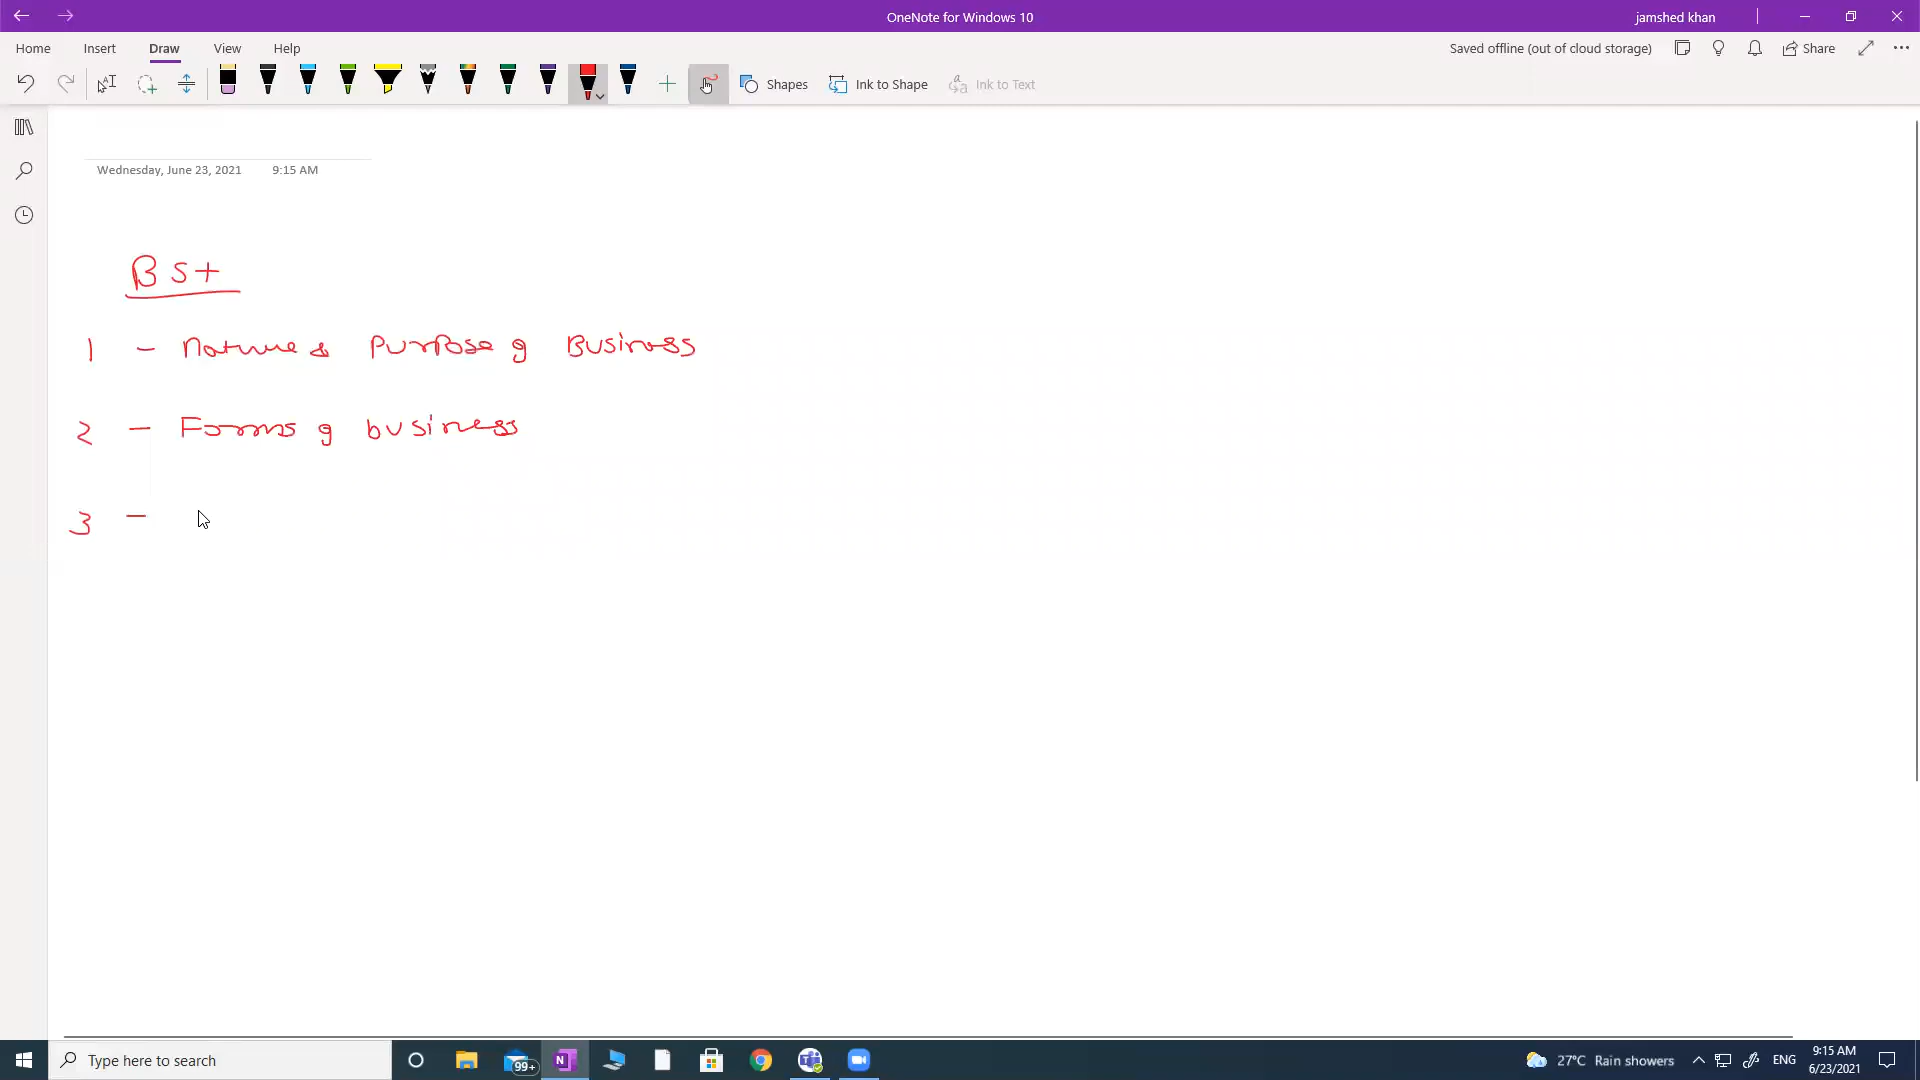 OneNote for Windows 10
jamshed khan
Home Insert Draw View Help
Saved offline (out of cloud storage)
Share
Shapes
Ink to Shape
Ink to Text
Wednesday, June 23, 2021 9:15 AM
BSt
1 - Nature & Purpose of Business
2 - Forms of business
3 -
Type here to search
99+
27°C Rain showers
ENG
9:15 AM
6/23/2021